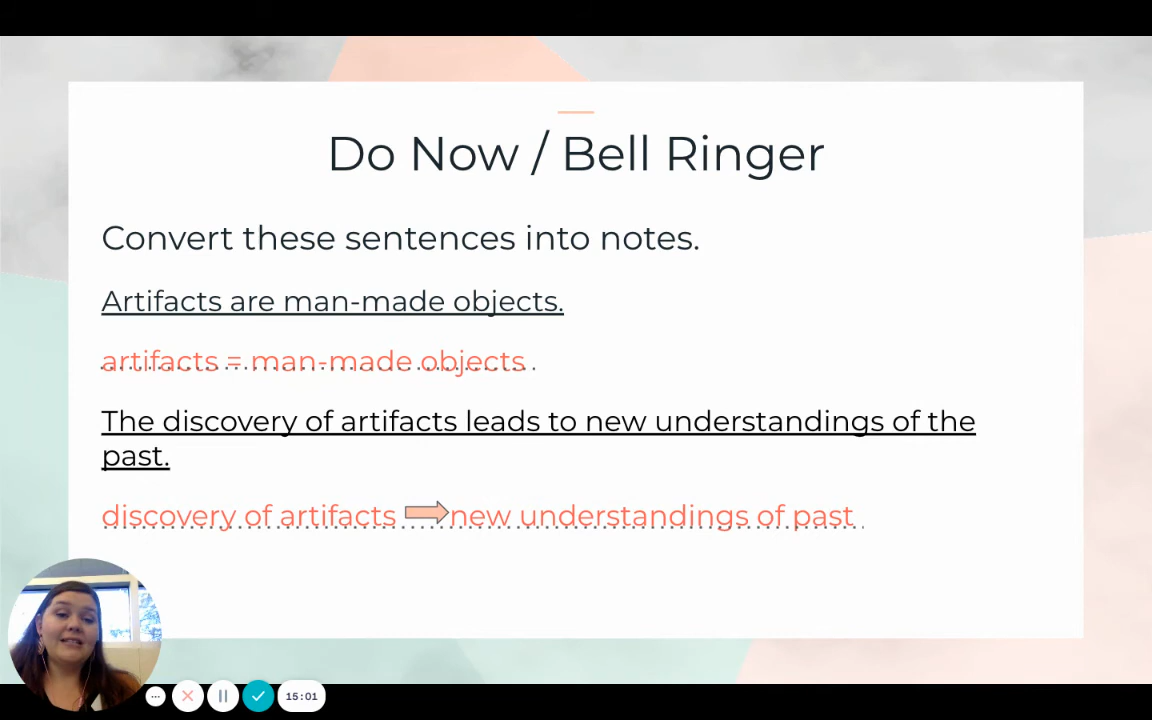 Do Now / Bell Ringer
Convert these sentences into notes.
Artifacts are man-made objects.
artifacts = man-made objects .
The discovery of artifacts leads to new understandings of the
past.
discovery of artifacts new understandings of past .
15:01